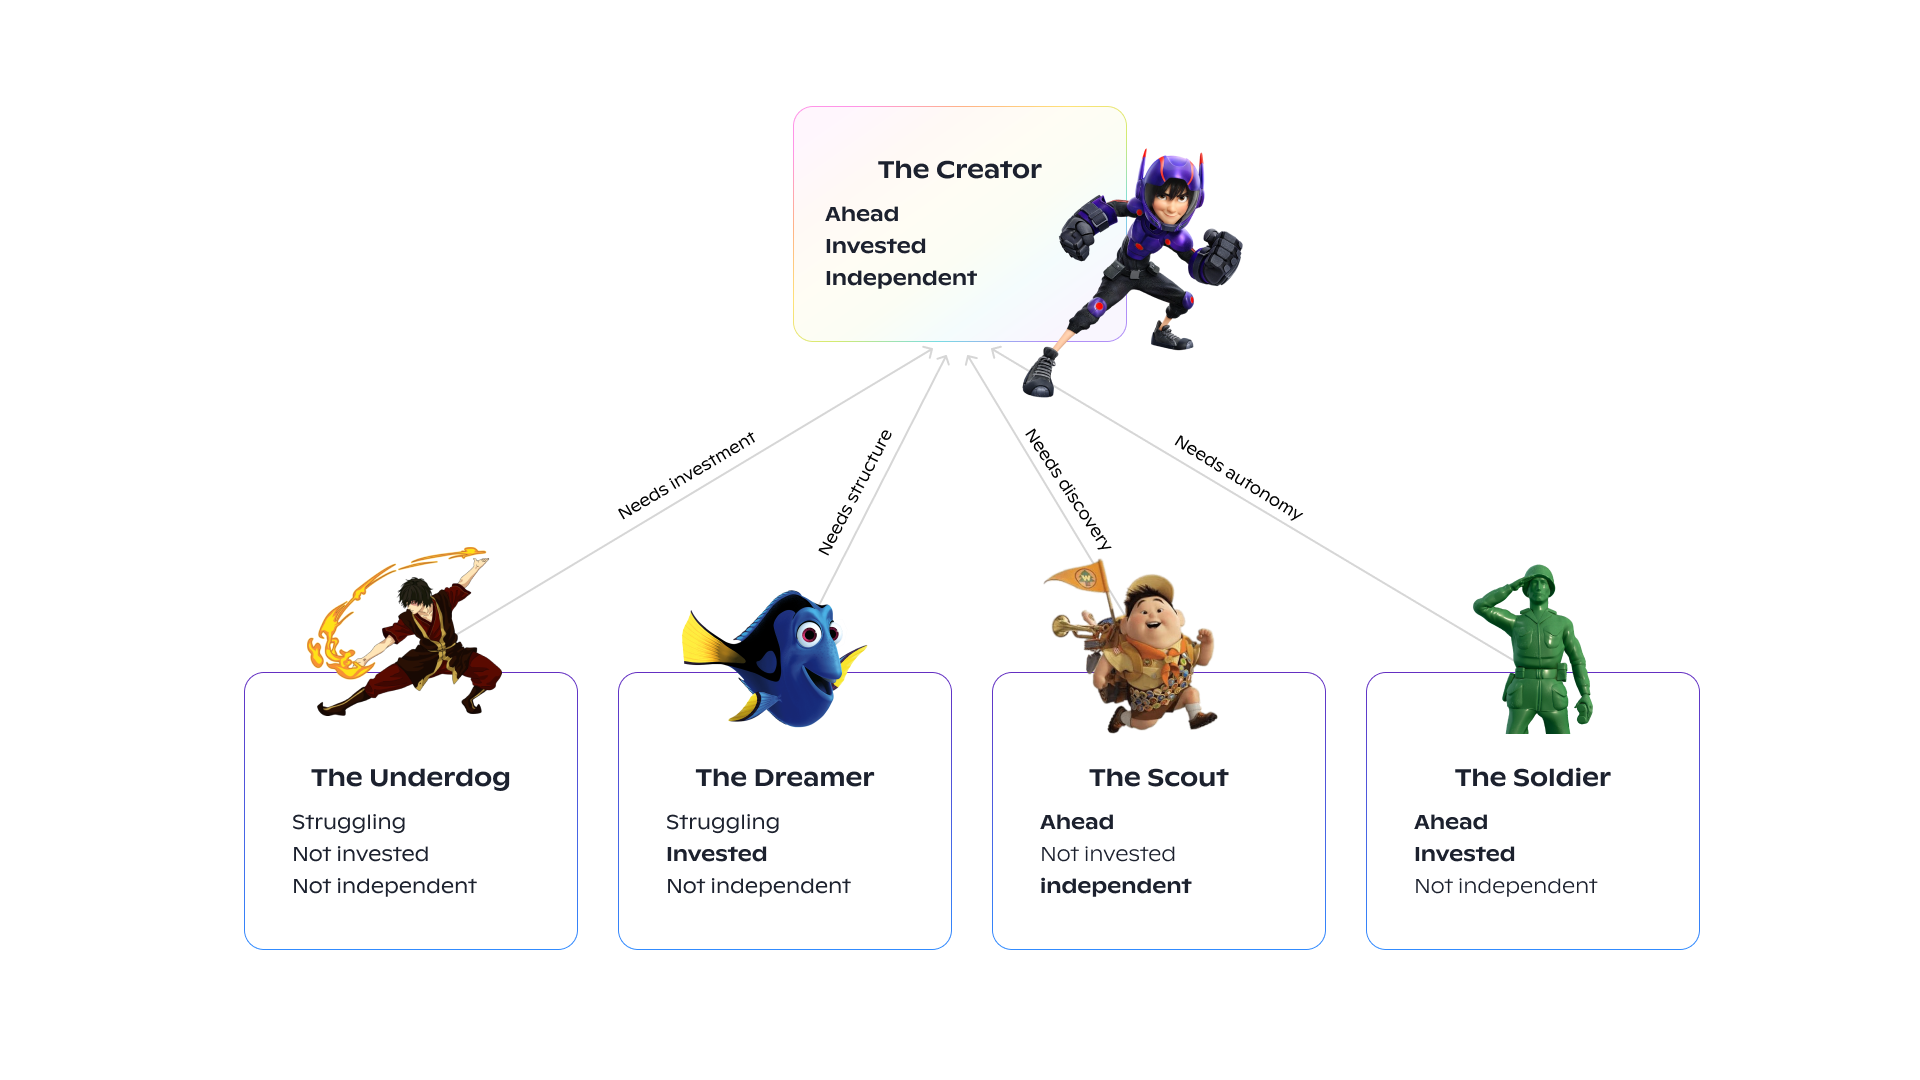 The Creator
Ahead
Invested
Independent
Needs investment
Needs structure
Needs discovery
Needs autonomy
W
The Underdog
Struggling
Not invested
Not independent
The Dreamer
Struggling
Invested
Not independent
The Scout
Ahead
Not invested
independent
The Soldier
Ahead
Invested
Not independent